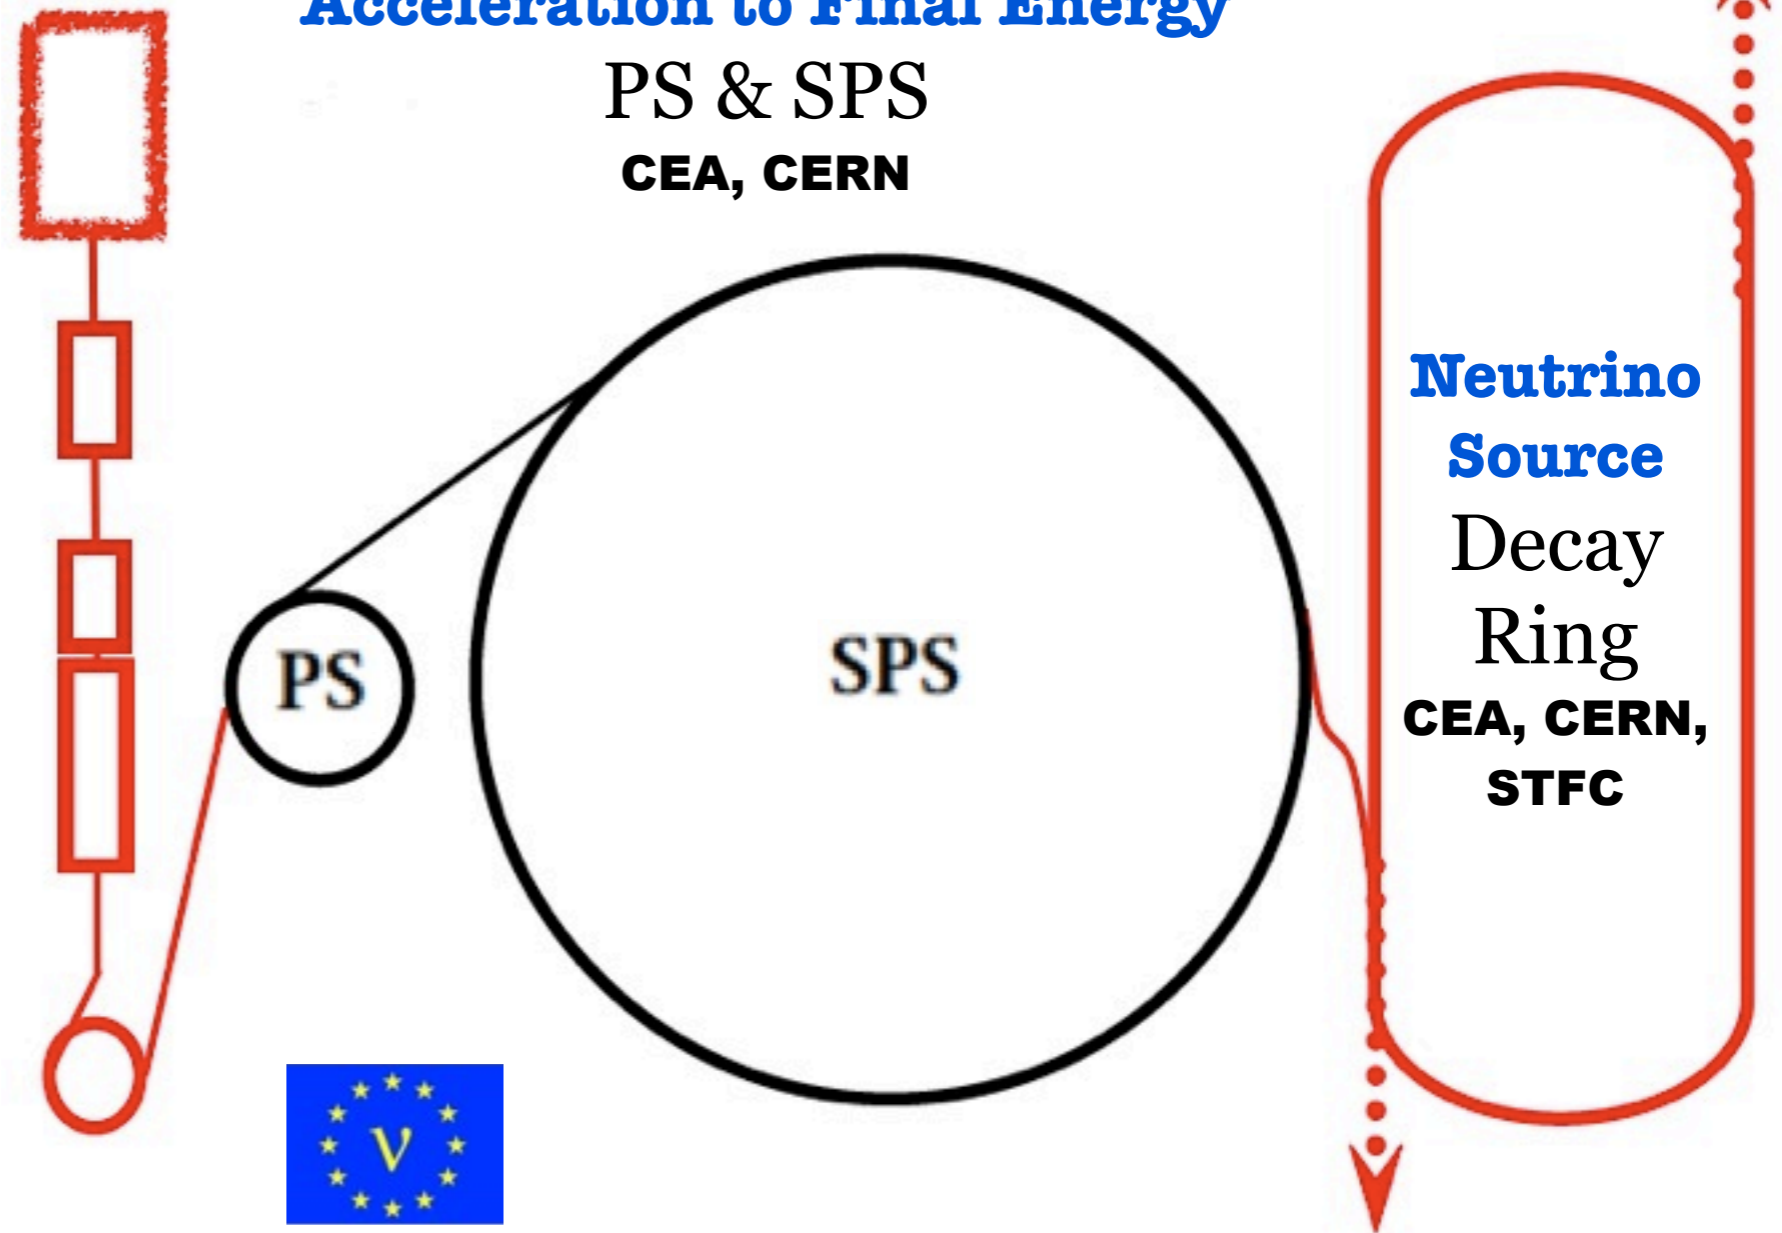 Acceleration to Final Energy
PS & SPS
CEA, CERN
Neutrino
Source
Decay
Ring
CEA, CERN,
STFC
PS
SPS
ν